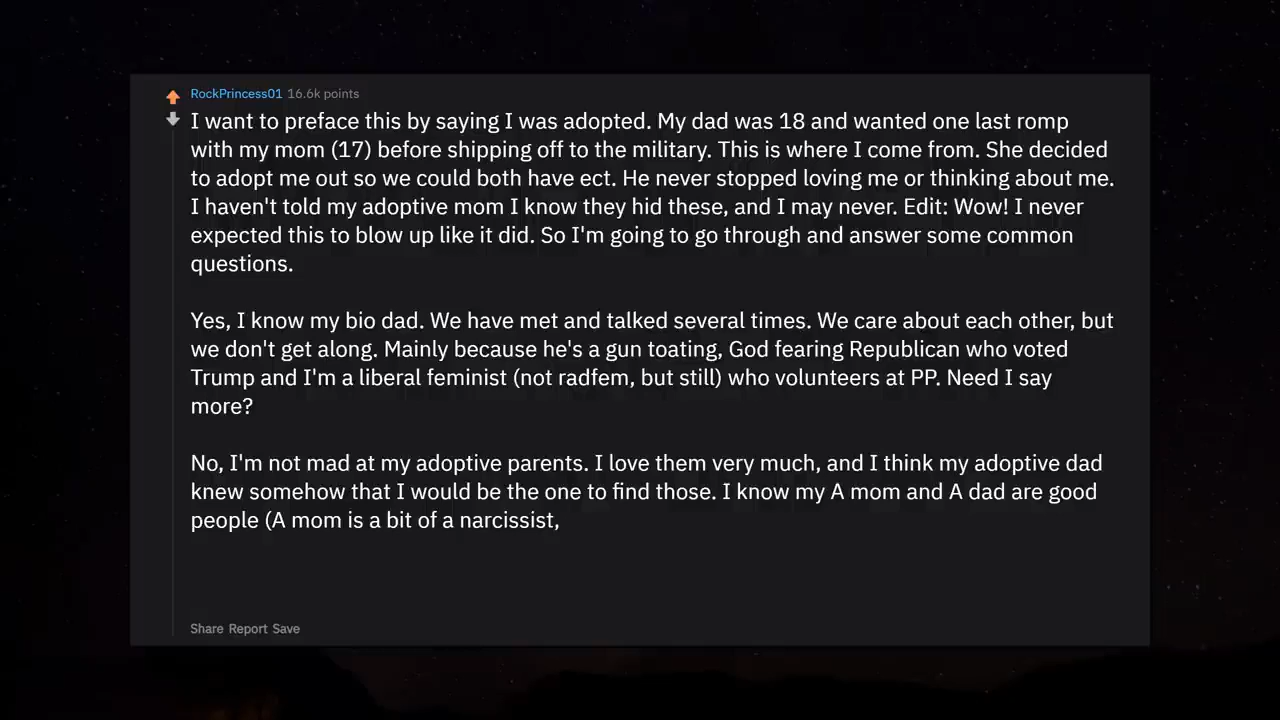 RockPrincess01 16.6k points
I want to preface this by saying I was adopted. My dad was 18 and wanted one last romp
with my mom (17) before shipping off to the military. This is where I come from. She decided
to adopt me out so we could both have ect. He never stopped loving me or thinking about me.
I haven't told my adoptive mom I know they hid these, and I may never. Edit: Wow! I never
expected this to blow up like it did. So I'm going to go through and answer some common
questions.
Yes, I know my bio dad. We have met and talked several times. We care about each other, but
we don't get along. Mainly because he's a gun toating, God fearing Republican who voted
Trump and I'm a liberal feminist (not radfem, but still) who volunteers at PP. Need I say
more?
No, I'm not mad at my adoptive parents. I love them very much, and I think my adoptive dad
knew somehow that I would be the one to find those. I know my A mom and A dad are good
people (A mom is a bit of a narcissist,
Share Report Save